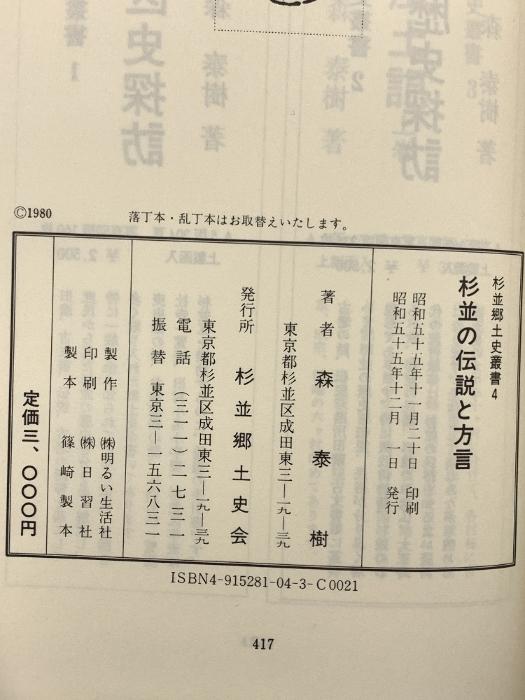 ©1980
落丁本・乱丁本はお取替えいたします。
杉並郷土史叢書4
杉並の伝説と方言
昭和五十五年十一月二十日 印刷
昭和五十五年十二月 一日 発行
著者 森 泰樹
東京都杉並区成田東三—一九—三九
発行所 杉並郷土史会
東京都杉並区成田東三—一九—三九
電話(三一一)二七三一
振替 東京三—一五六八三一
製作 ㈱明るい生活社
印刷 ㈱日習社
製本 篠崎製本
定価三、〇〇〇円
ISBN4-915281-04-3-C0021
417